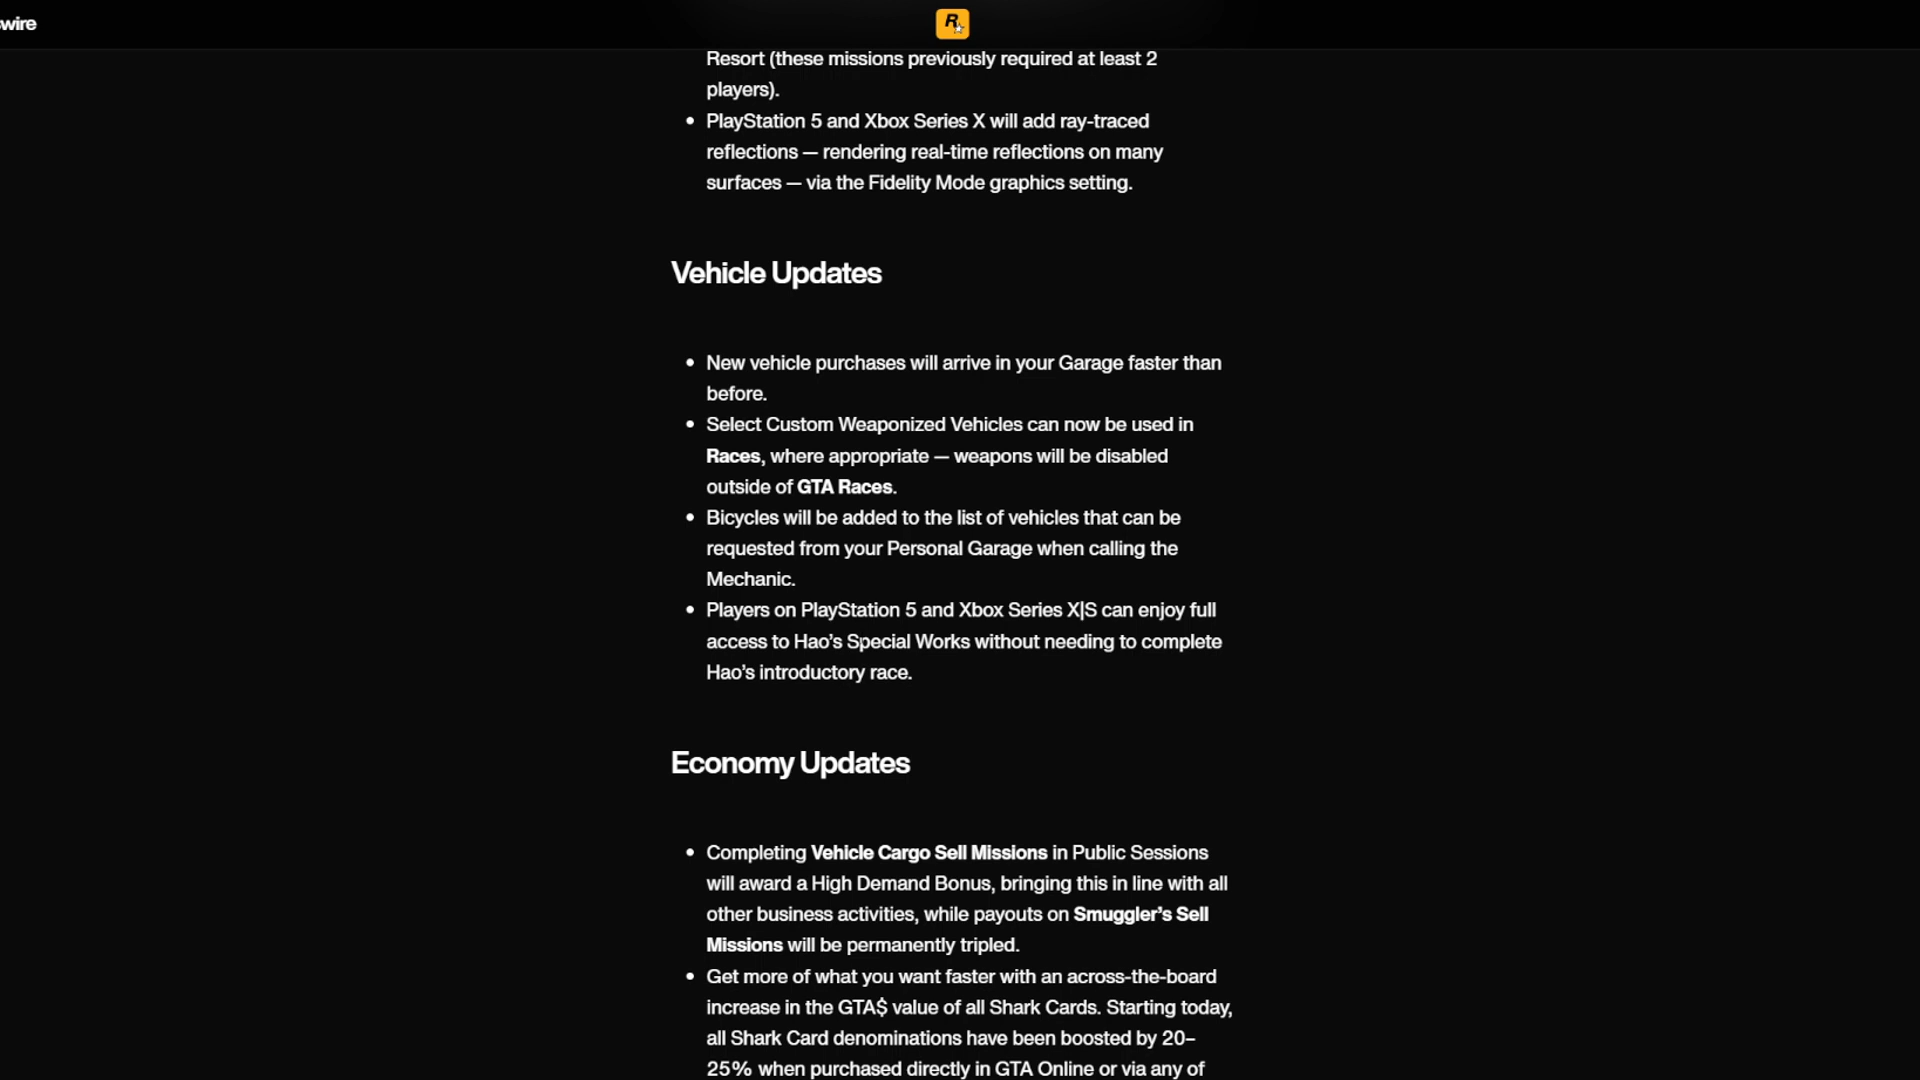 swire
R
Resort (these missions previously required at least 2
players).
• PlayStation 5 and Xbox Series X will add ray-traced
reflections — rendering real-time reflections on many
surfaces — via the Fidelity Mode graphics setting.
Vehicle Updates
• New vehicle purchases will arrive in your Garage faster than
before.
• Select Custom Weaponized Vehicles can now be used in
Races, where appropriate — weapons will be disabled
outside of GTA Races.
• Bicycles will be added to the list of vehicles that can be
requested from your Personal Garage when calling the
Mechanic.
• Players on PlayStation 5 and Xbox Series X|S can enjoy full
access to Hao’s Special Works without needing to complete
Hao’s introductory race.
Economy Updates
• Completing Vehicle Cargo Sell Missions in Public Sessions
will award a High Demand Bonus, bringing this in line with all
other business activities, while payouts on Smuggler’s Sell
Missions will be permanently tripled.
• Get more of what you want faster with an across-the-board
increase in the GTA$ value of all Shark Cards. Starting today,
all Shark Card denominations have been boosted by 20–
25% when purchased directly in GTA Online or via any of